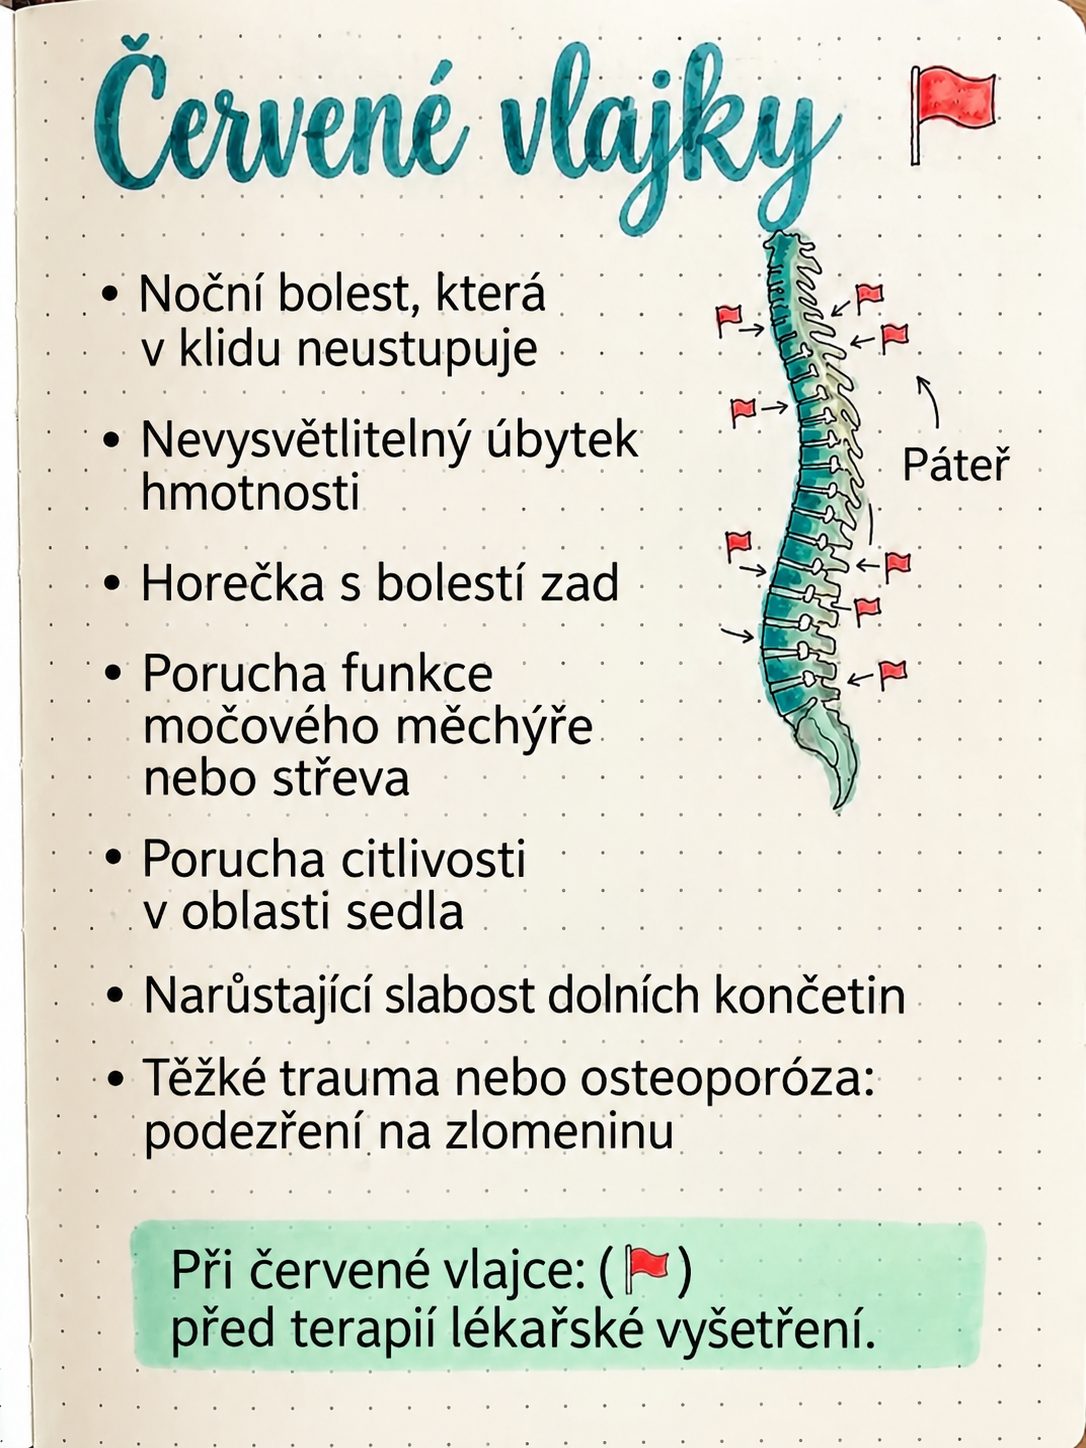 Červené vlajky
• Noční bolest, která
v klidu neustupuje
• Nevysvětlitelný úbytek
hmotnosti
• Horečka s bolestí zad
• Porucha funkce
močového měchýře
nebo střeva
• Porucha citlivosti
v oblasti sedla
• Narůstající slabost dolních končetin
• Těžké trauma nebo osteoporóza:
podezření na zlomeninu
Páteř
Při červené vlajce: (🚩)
před terapií lékařské vyšetření.